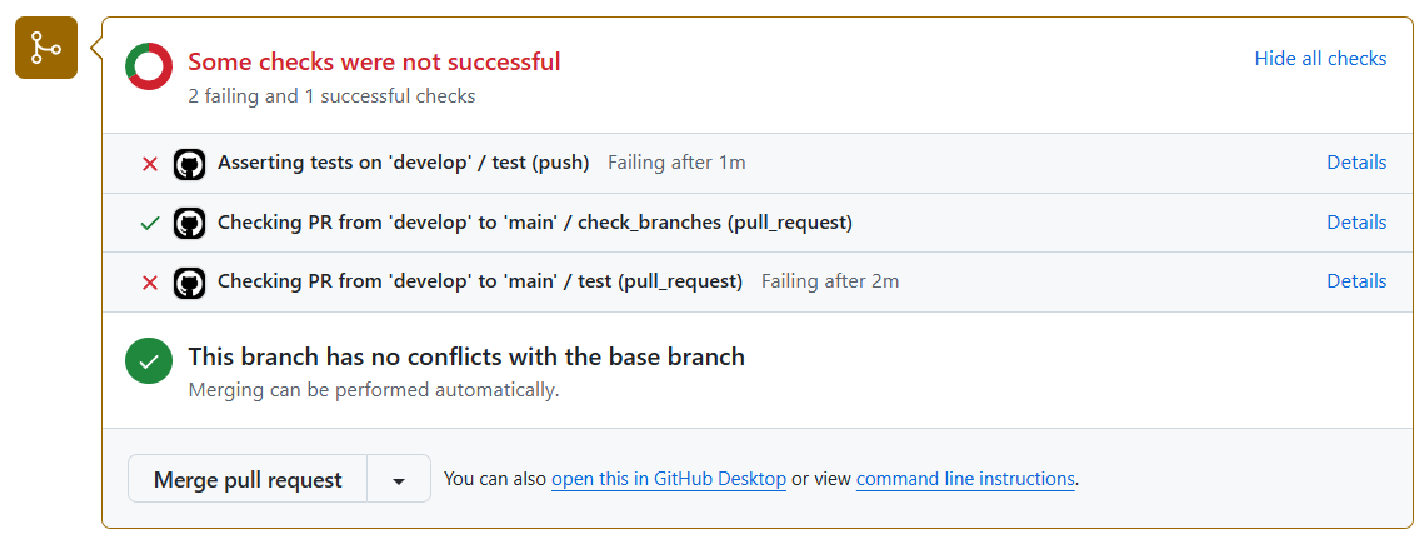 Some checks were not successful
Hide all checks
2 failing and 1 successful checks
Asserting tests on 'develop' / test (push) Failing after 1m Details
Checking PR from 'develop' to 'main' / check_branches (pull_request) Details
Checking PR from 'develop' to 'main' / test (pull_request) Failing after 2m Details
This branch has no conflicts with the base branch
Merging can be performed automatically.
Merge pull request You can also open this in GitHub Desktop or view command line instructions.